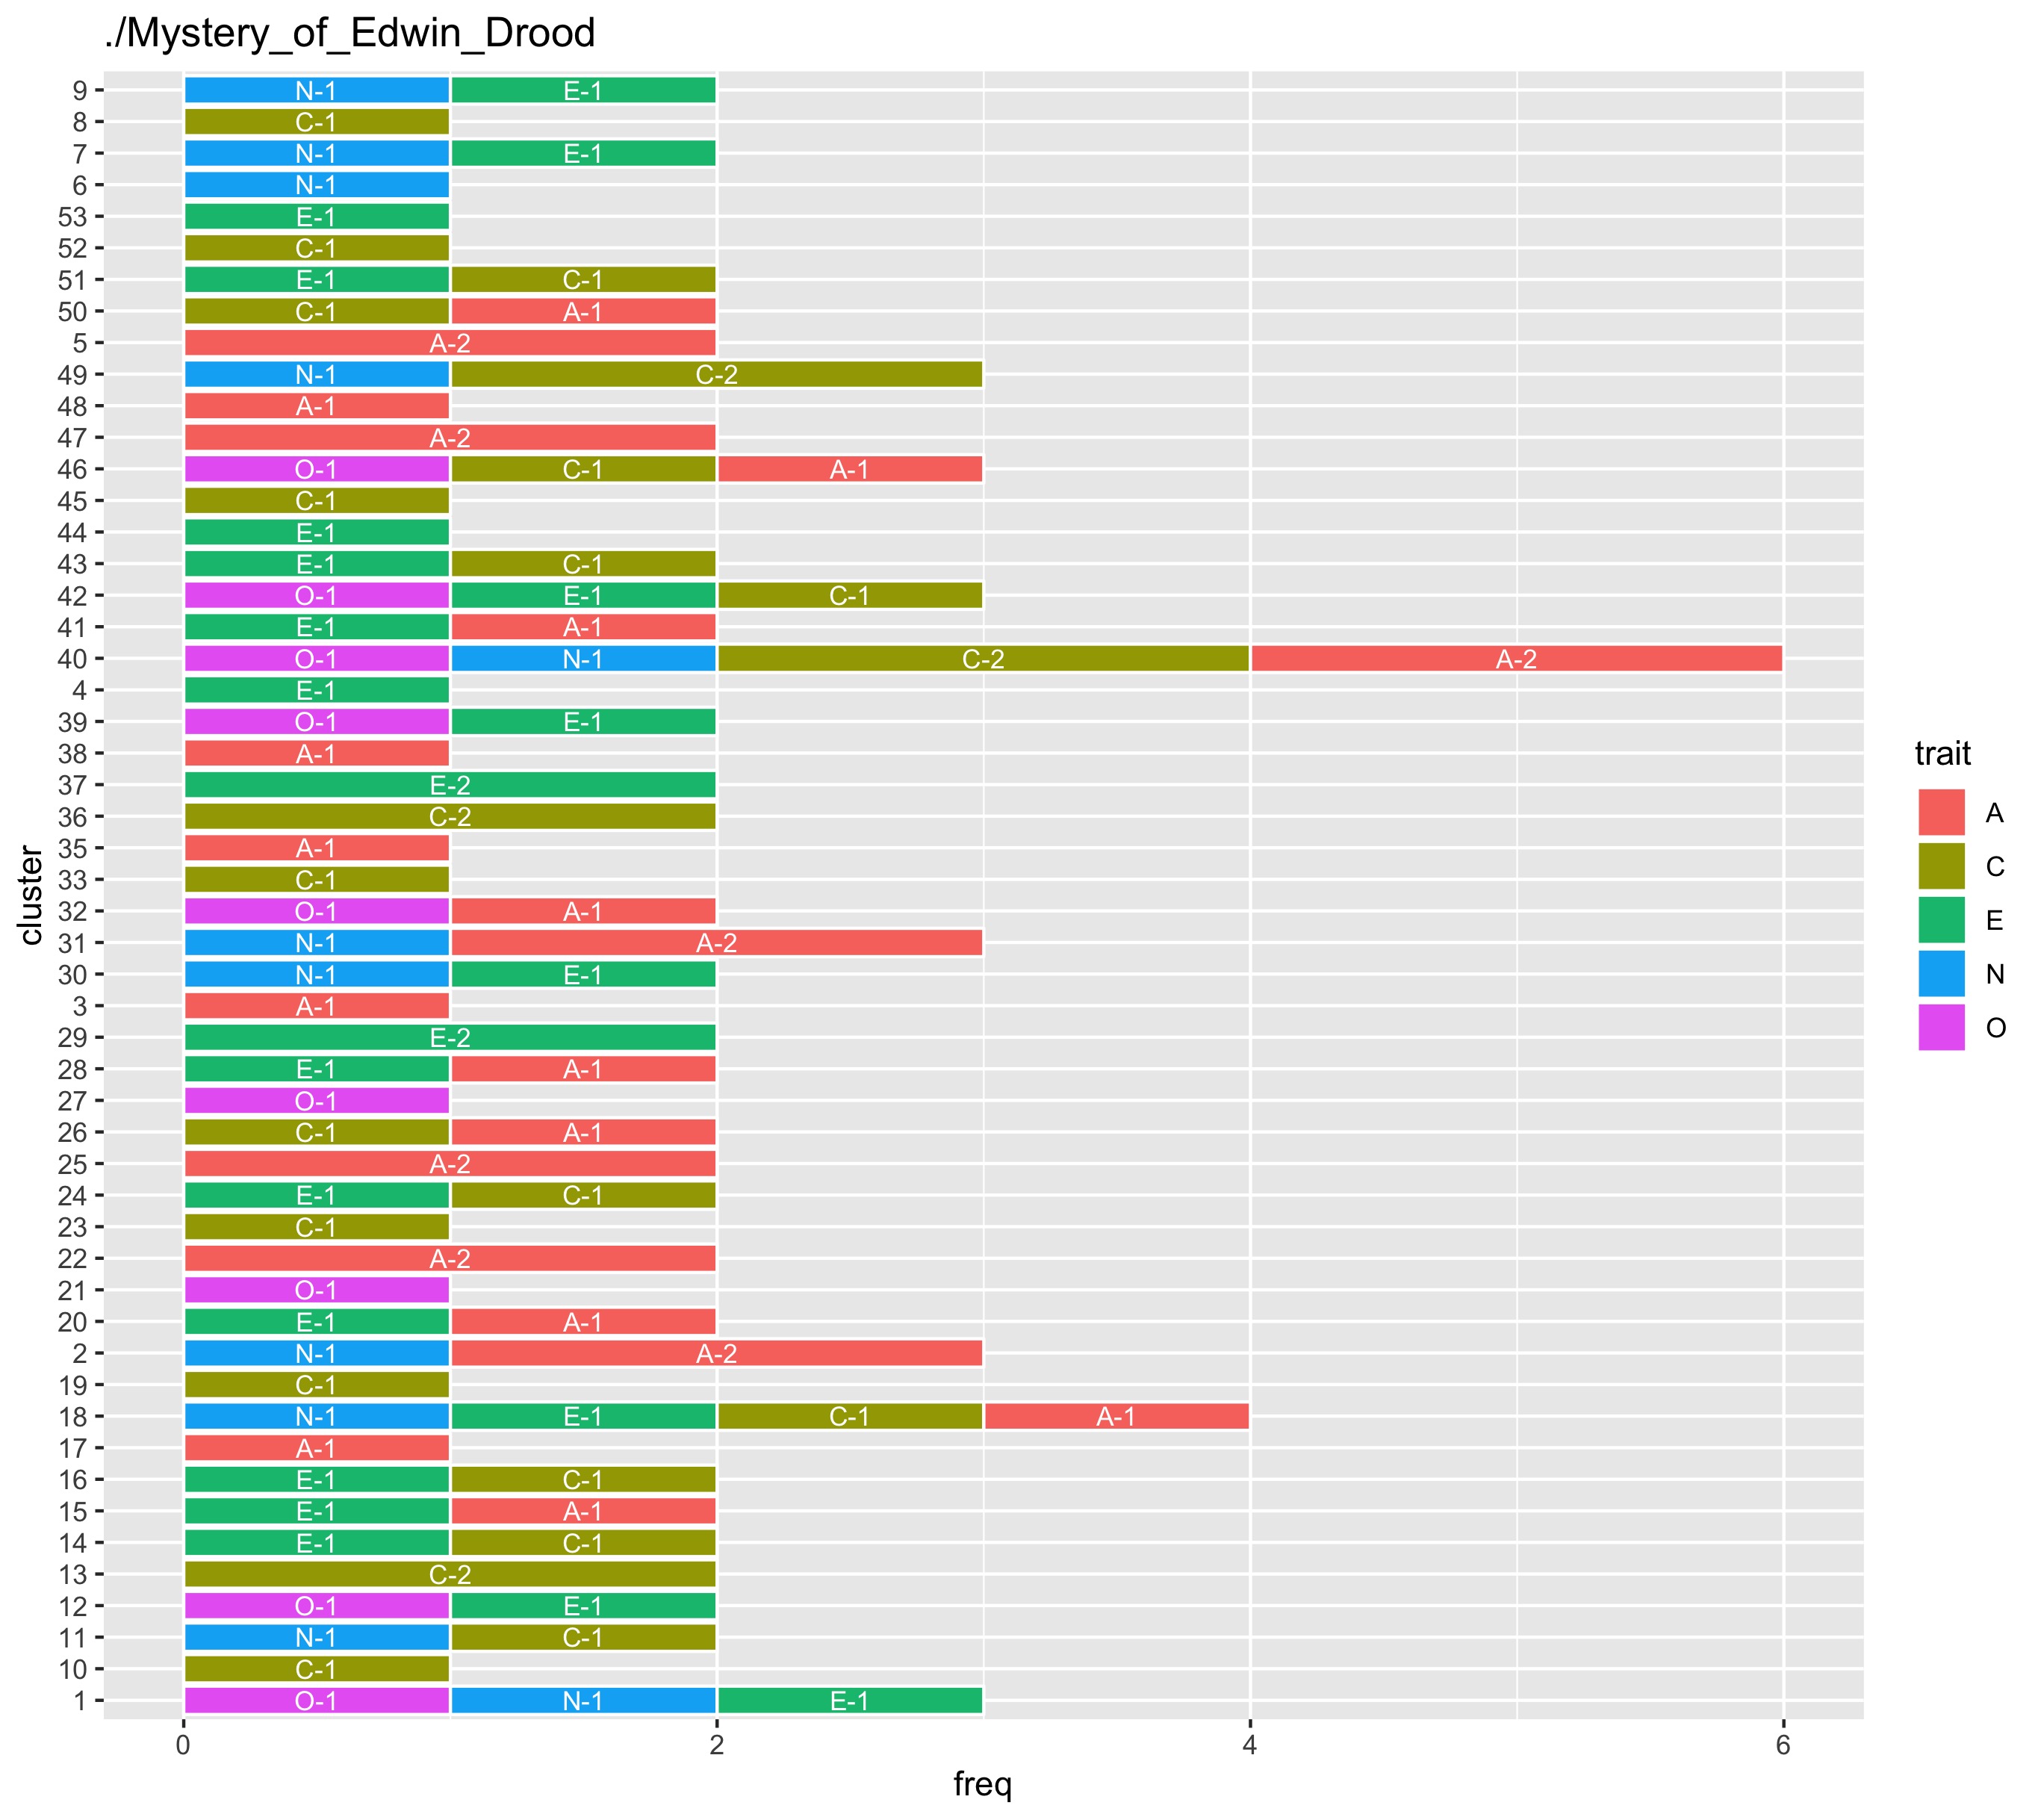 ./Mystery_of_Edwin_Drood
9 N-1 E-1
8 C-1
7 N-1 E-1
6 N-1
53 E-1
52 C-1
51 E-1 C-1
50 C-1 A-1
5 A-2
49 N-1 C-2
48 A-1
47 A-2
46 O-1 C-1 A-1
45 C-1
44 E-1
43 E-1 C-1
42 O-1 E-1 C-1
41 E-1 A-1
40 O-1 N-1 C-2 A-2
4 E-1
39 O-1 E-1
38 A-1
37 E-2
36 C-2
35 A-1
33 C-1
32 O-1 A-1
31 N-1 A-2
30 N-1 E-1
3 A-1
29 E-2
28 E-1 A-1
27 O-1
26 C-1 A-1
25 A-2
24 E-1 C-1
23 C-1
22 A-2
21 O-1
20 E-1 A-1
2 N-1 A-2
19 C-1
18 N-1 E-1 C-1 A-1
17 A-1
16 E-1 C-1
15 E-1 A-1
14 E-1 C-1
13 C-2
12 O-1 E-1
11 N-1 C-1
10 C-1
1 O-1 N-1 E-1
0 2 4 6
freq
cluster
trait
A
C
E
N
O